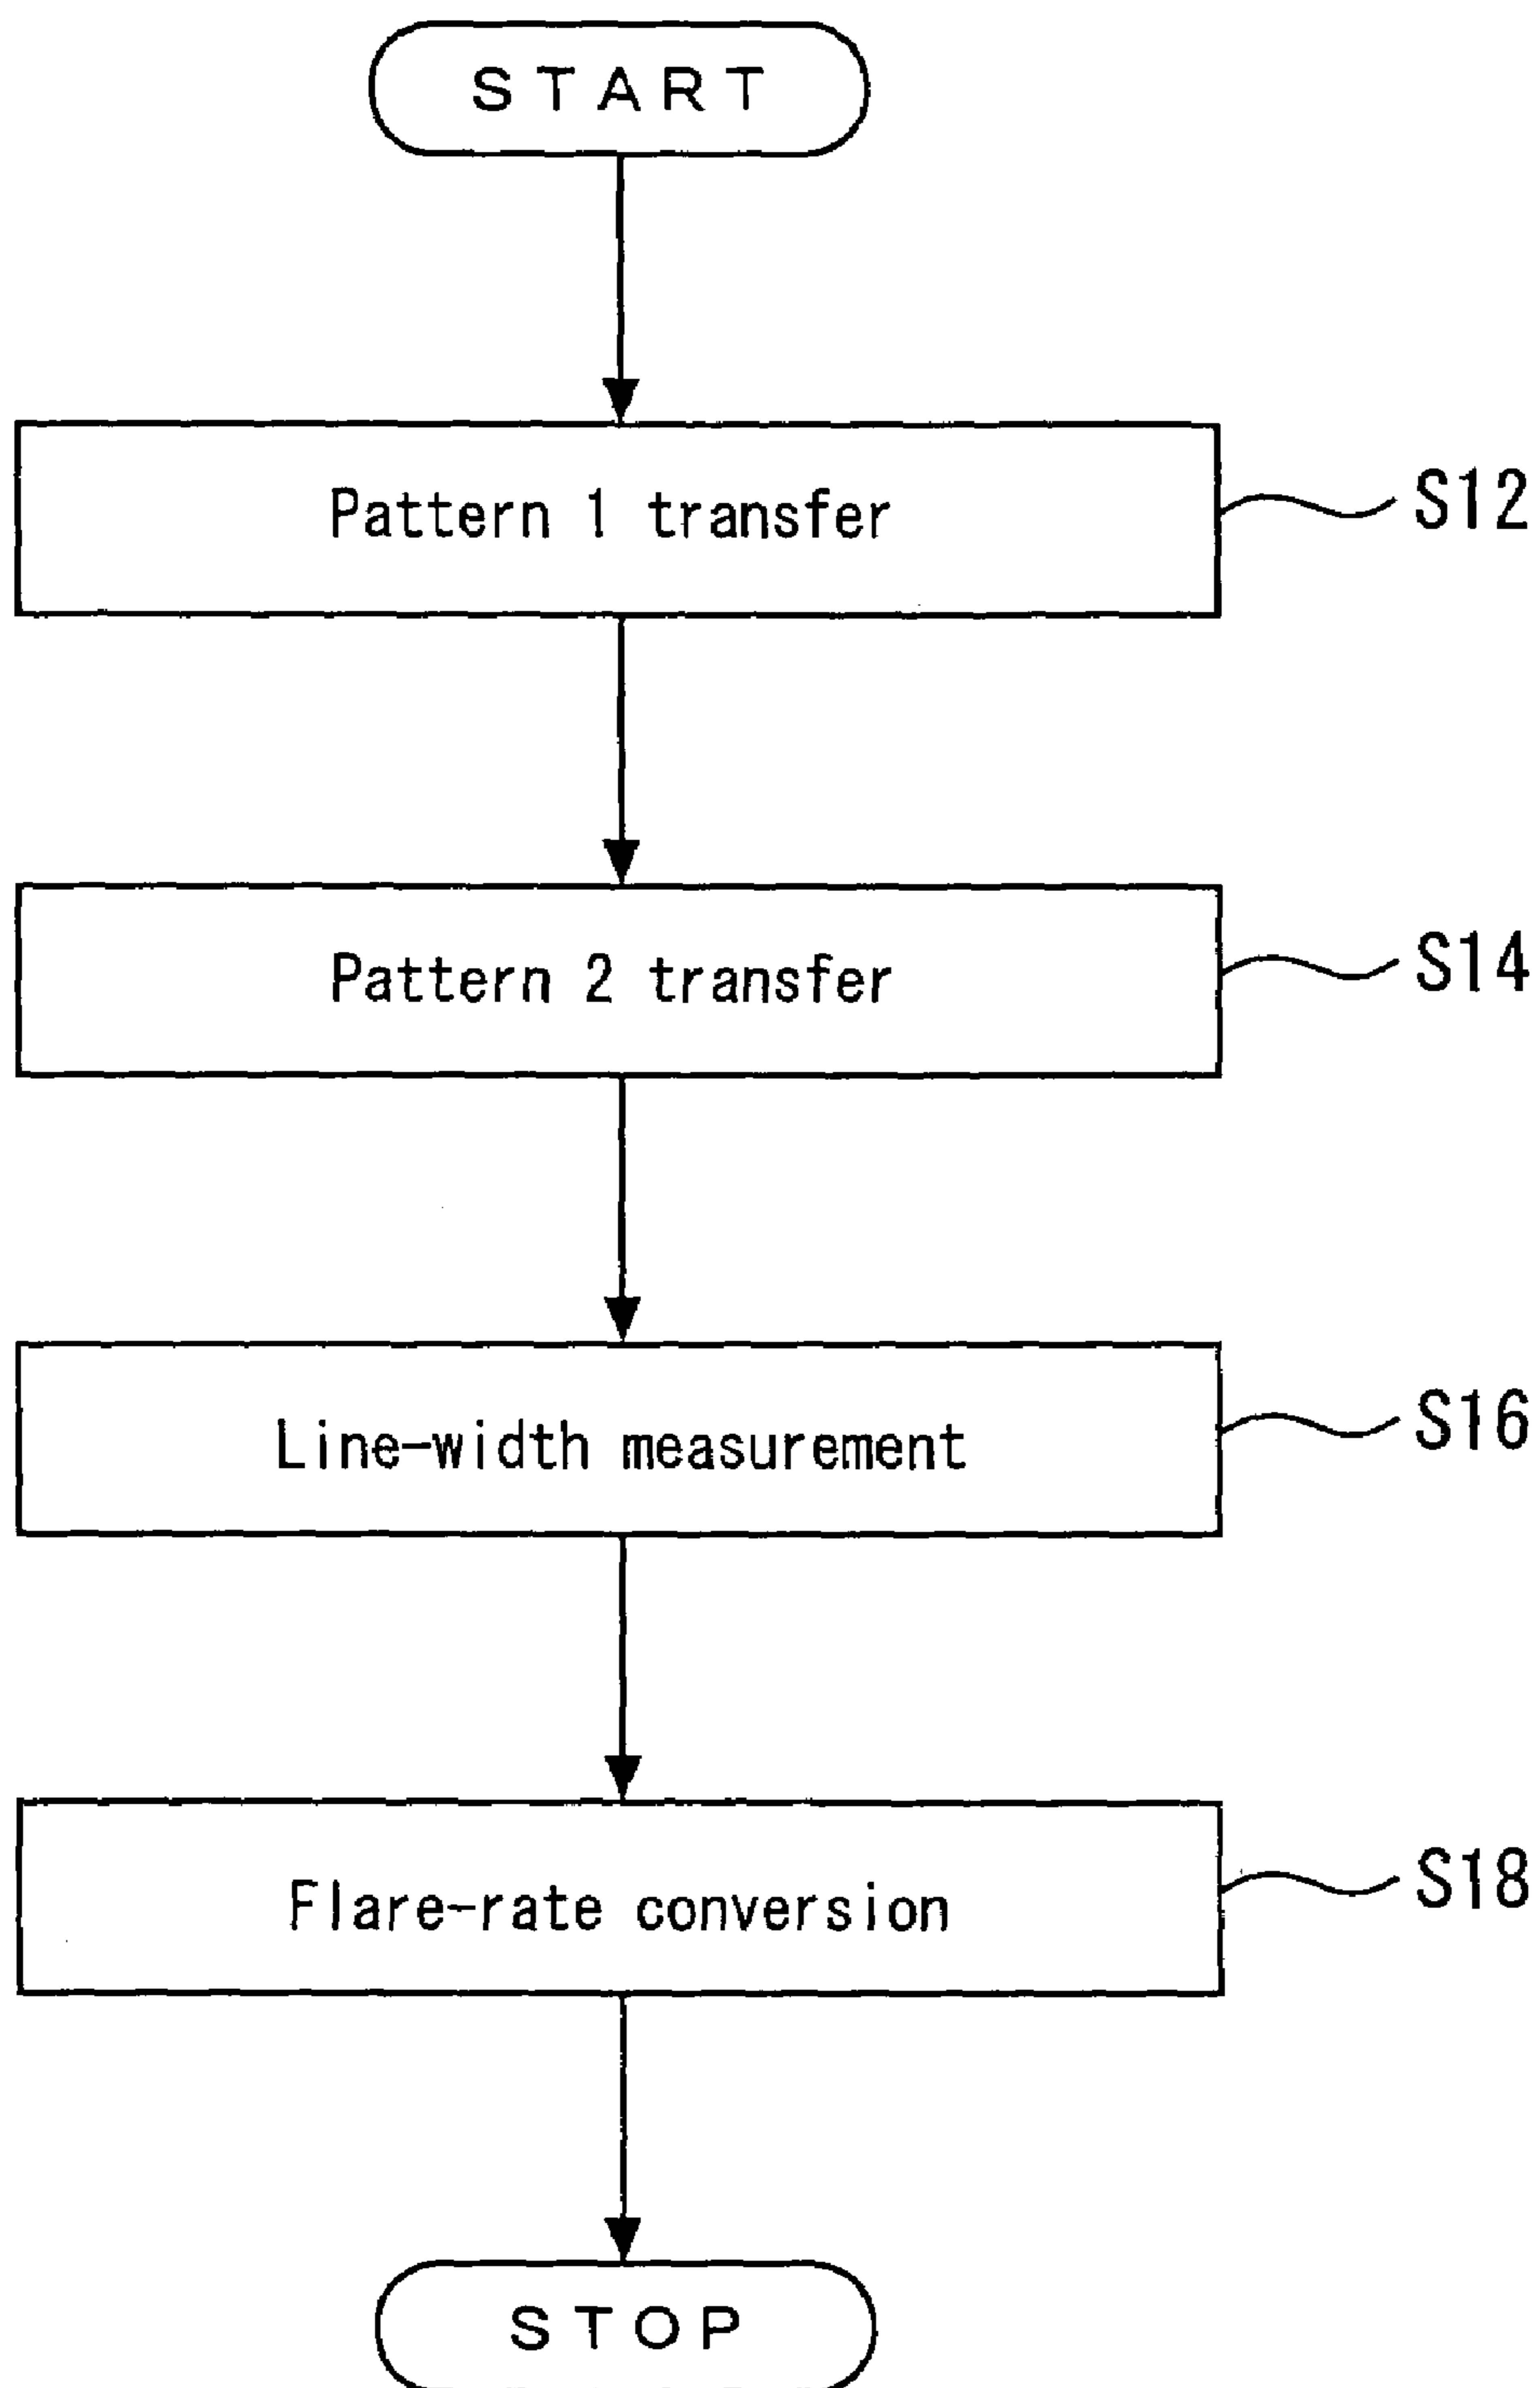 START
Pattern 1 transfer
S12
Pattern 2 transfer
S14
Line-width measurement
S16
Flare-rate conversion
S18
STOP